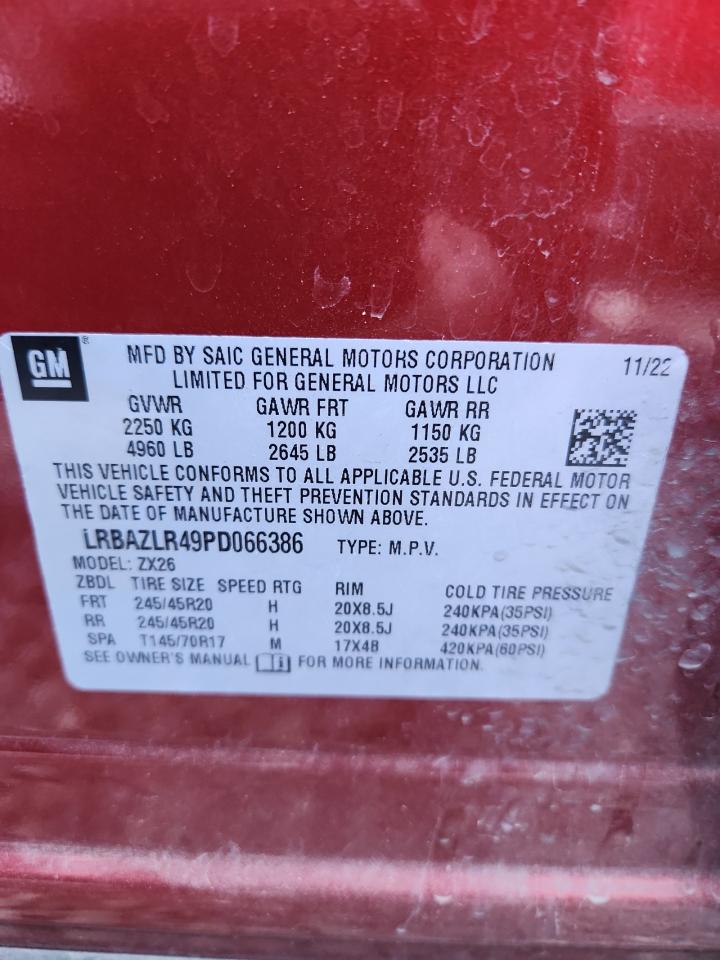 GM®
MFD BY SAIC GENERAL MOTORS CORPORATION 11/22
LIMITED FOR GENERAL MOTORS LLC
GVWR GAWR FRT GAWR RR
2250 KG 1200 KG 1150 KG
4960 LB 2645 LB 2535 LB
THIS VEHICLE CONFORMS TO ALL APPLICABLE U.S. FEDERAL MOTOR
VEHICLE SAFETY AND THEFT PREVENTION STANDARDS IN EFFECT ON
THE DATE OF MANUFACTURE SHOWN ABOVE.
LRBAZLR49PD066386 TYPE: M.P.V.
MODEL: ZX26
ZBDL TIRE SIZE SPEED RTG RIM COLD TIRE PRESSURE
FRT 245/45R20 H 20X8.5J 240KPA(35PSI)
RR 245/45R20 H 20X8.5J 240KPA(35PSI)
SPA T145/70R17 M 17X4B 420KPA(60PSI)
SEE OWNER'S MANUAL FOR MORE INFORMATION.